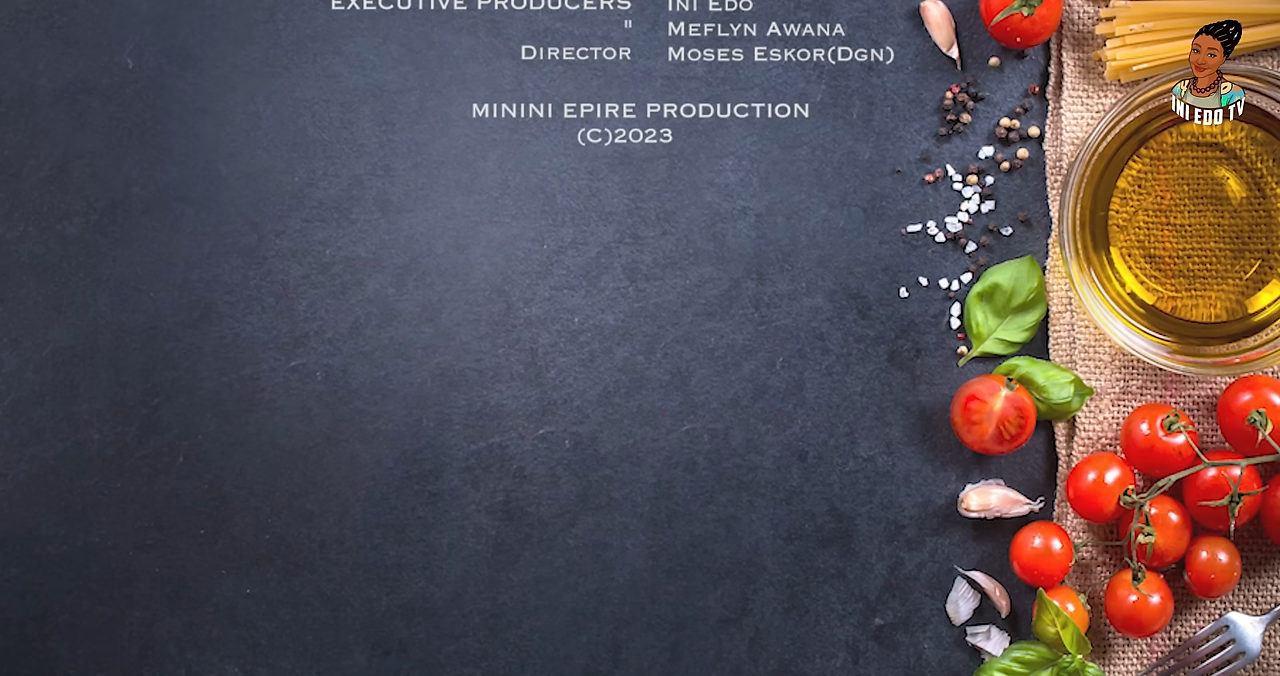 EXECUTIVE PRODUCERS INI EDO
" MEFLYN AWANA
DIRECTOR MOSES ESKOR(DGN)
MININI EPIRE PRODUCTION
(C)2023
INI EDO TV